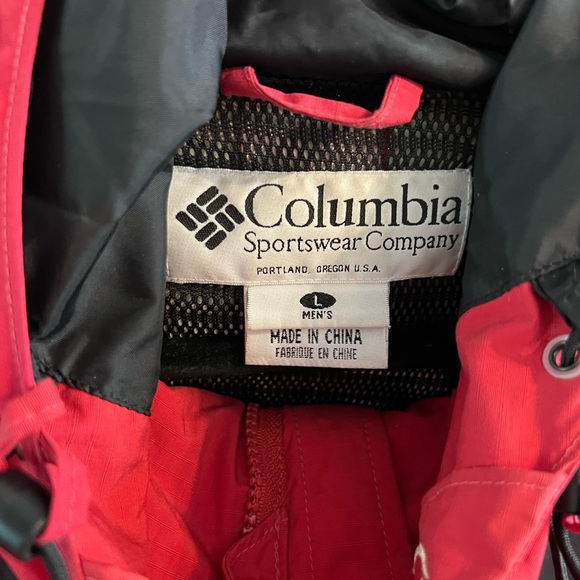 Columbia
Sportswear Company
PORTLAND, OREGON U.S.A.
L
MEN'S
MADE IN CHINA
FABRIQUE EN CHINE